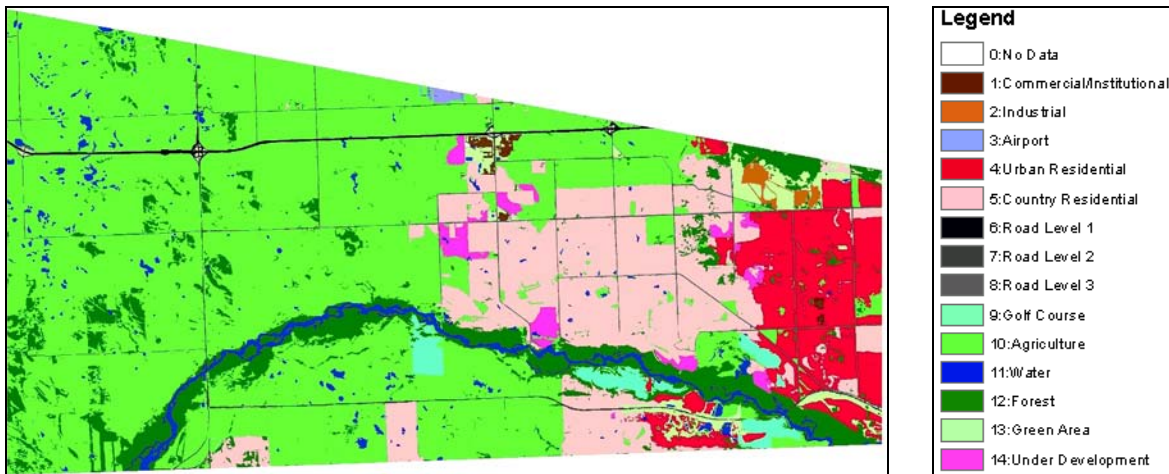 Legend
0:No Data
1:Commercial/Institutional
2:Industrial
3:Airport
4:Urban Residential
5:Country Residential
6:Road Level 1
7:Road Level 2
8:Road Level 3
9:Golf Course
10:Agriculture
11:Water
12:Forest
13:Green Area
14:Under Development